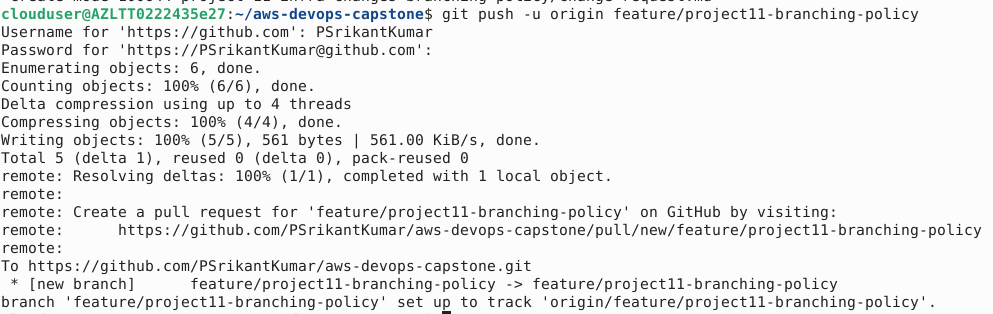 clouduser@AZLTT0222435e27:~/aws-devops-capstone$ git push -u origin feature/project11-branching-policy
Username for 'https://github.com': PSrikantKumar
Password for 'https://PSrikantKumar@github.com':
Enumerating objects: 6, done.
Counting objects: 100% (6/6), done.
Delta compression using up to 4 threads
Compressing objects: 100% (4/4), done.
Writing objects: 100% (5/5), 561 bytes | 561.00 KiB/s, done.
Total 5 (delta 1), reused 0 (delta 0), pack-reused 0
remote: Resolving deltas: 100% (1/1), completed with 1 local object.
remote:
remote: Create a pull request for 'feature/project11-branching-policy' on GitHub by visiting:
remote:      https://github.com/PSrikantKumar/aws-devops-capstone/pull/new/feature/project11-branching-policy
remote:
To https://github.com/PSrikantKumar/aws-devops-capstone.git
 * [new branch]      feature/project11-branching-policy -> feature/project11-branching-policy
branch 'feature/project11-branching-policy' set up to track 'origin/feature/project11-branching-policy'.